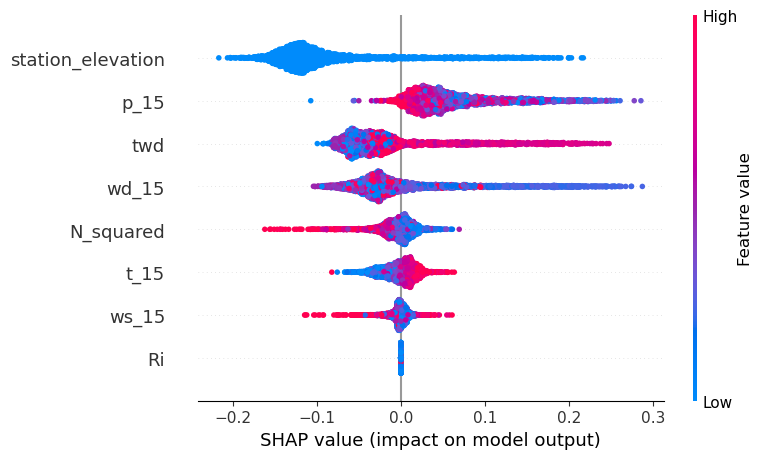 High
station_elevation
p_15
twd
wd_15
N_squared
t_15
ws_15
Ri
Feature value
Low
−0.2 −0.1 0.0 0.1 0.2 0.3
SHAP value (impact on model output)